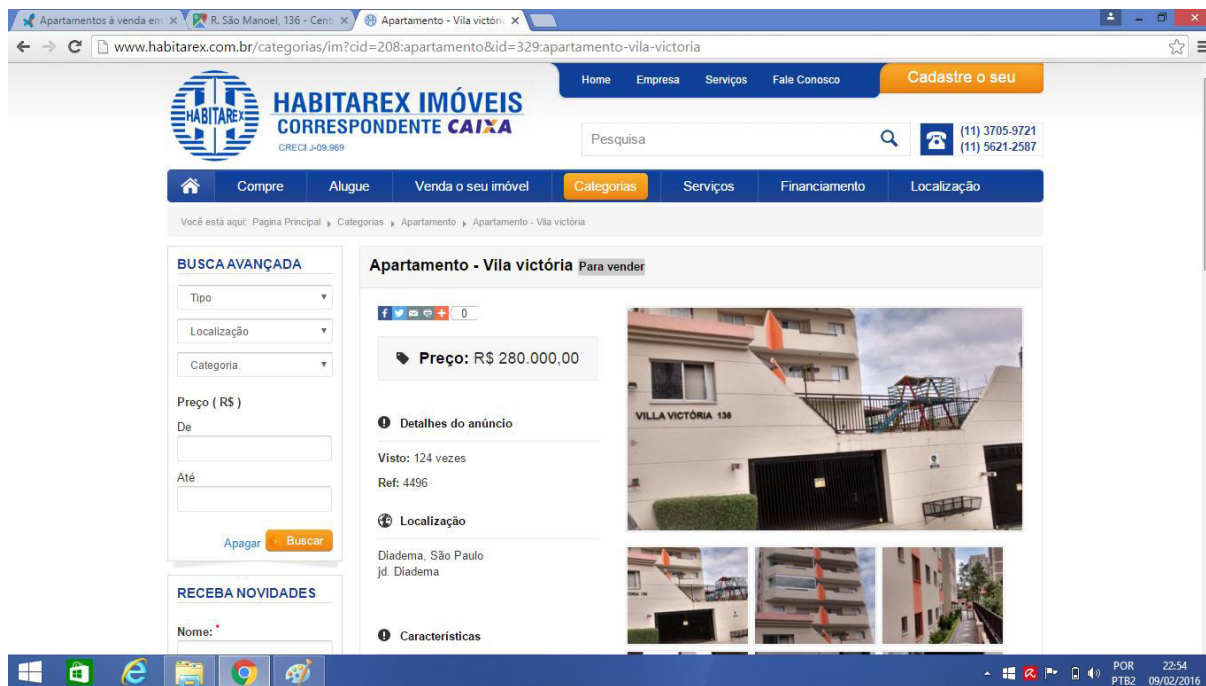 Apartamentos à venda em
R. São Manoel, 136 - Cent
Apartamento - Vila victóri
www.habitarex.com.br/categorias/im?cid=208:apartamento&id=329:apartamento-vila-victoria
HABITAREX
HABITAREX IMÓVEIS
CORRESPONDENTE CAIXA
CRECI J-09.969
Home Empresa Serviços Fale Conosco Cadastre o seu
Pesquisa
(11) 3705-9721
(11) 5621-2587
Compre Alugue Venda o seu imóvel Categorias Serviços Financiamento Localização
Você está aqui: Pagina Principal Categorias Apartamento Apartamento - Vila victória
BUSCA AVANÇADA
Tipo
Localização
Categoria
Preço ( R$ )
De
Até
Apagar Buscar
RECEBA NOVIDADES
Nome: *
Apartamento - Vila victória Para vender
0
Preço: R$ 280.000,00
Detalhes do anúncio
Visto: 124 vezes
Ref: 4496
Localização
Diadema, São Paulo
jd. Diadema
Características
VILLA VICTÓRIA 136
POR
PTB2
22:54
09/02/2016